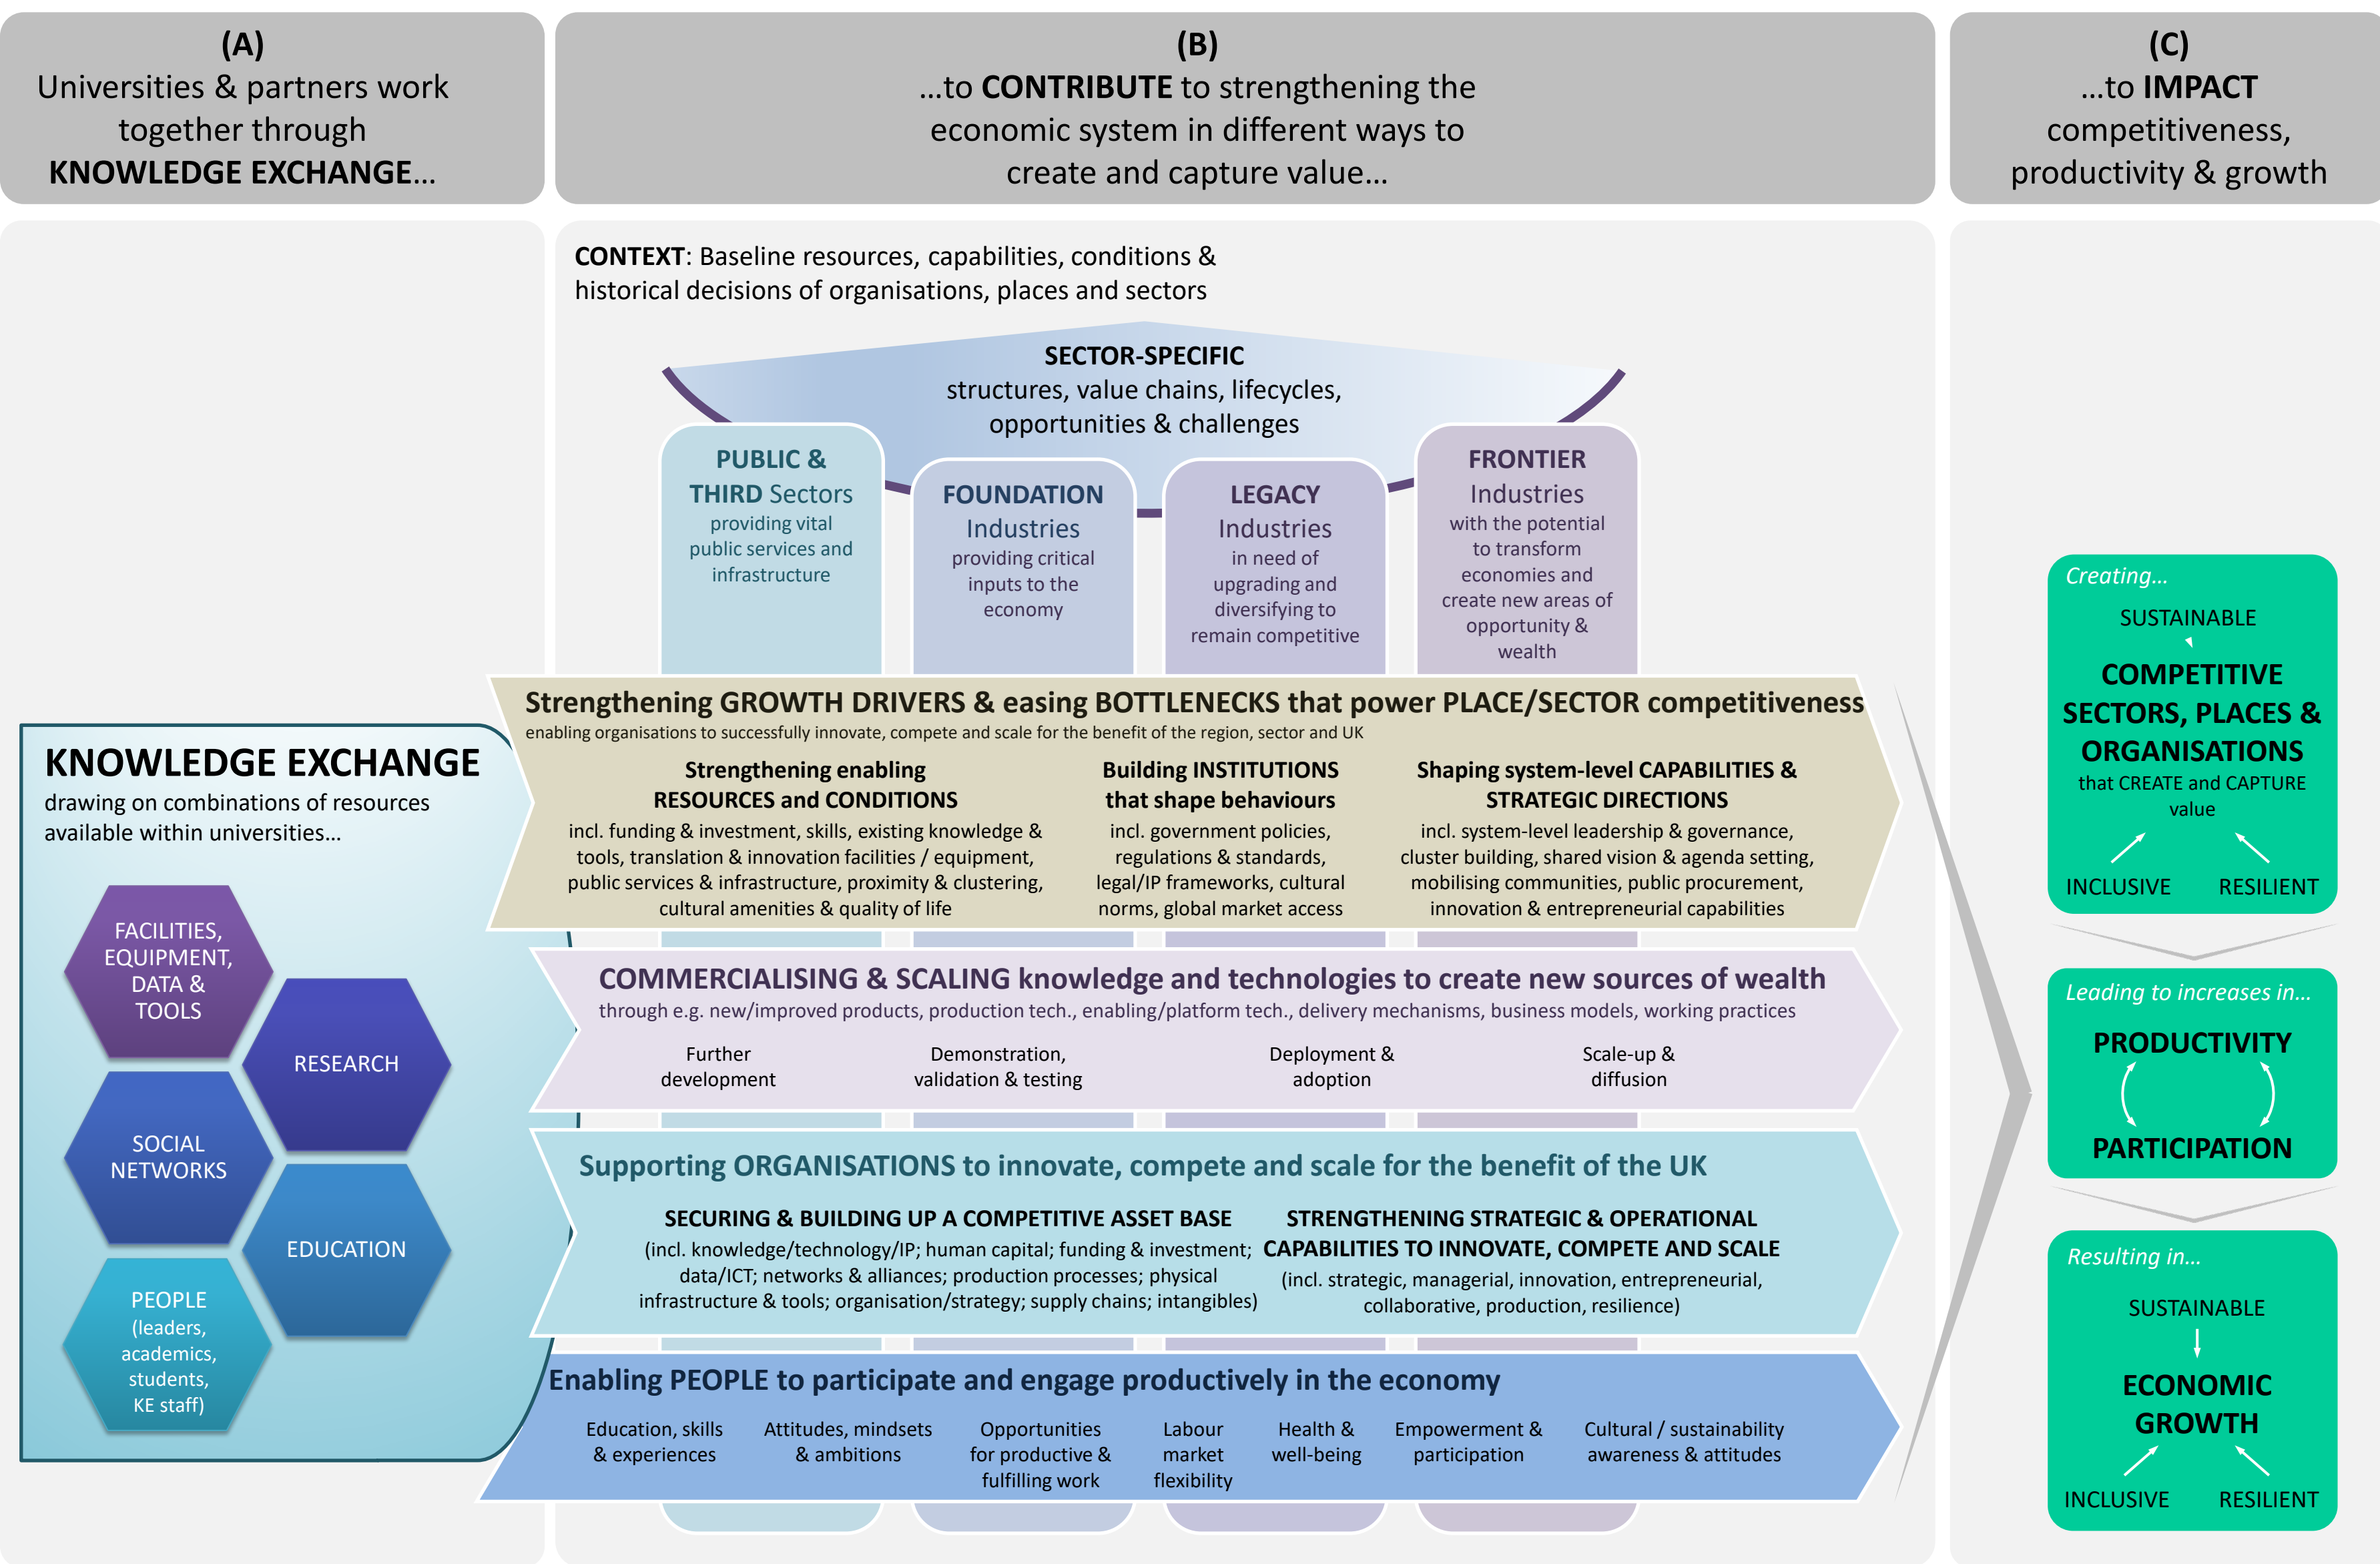 (A)
Universities & partners work
together through
KNOWLEDGE EXCHANGE...
(B)
...to CONTRIBUTE to strengthening the
economic system in different ways to
create and capture value...
(C)
...to IMPACT
competitiveness,
productivity & growth
CONTEXT: Baseline resources, capabilities, conditions &
historical decisions of organisations, places and sectors
SECTOR-SPECIFIC
structures, value chains, lifecycles,
opportunities & challenges
PUBLIC &
THIRD Sectors
providing vital
public services and
infrastructure
FOUNDATION
Industries
providing critical
inputs to the
economy
LEGACY
Industries
in need of
upgrading and
diversifying to
remain competitive
FRONTIER
Industries
with the potential
to transform
economies and
create new areas of
opportunity &
wealth
KNOWLEDGE EXCHANGE
drawing on combinations of resources
available within universities...
FACILITIES,
EQUIPMENT,
DATA &
TOOLS
RESEARCH
SOCIAL
NETWORKS
EDUCATION
PEOPLE
(leaders,
academics,
students,
KE staff)
Strengthening GROWTH DRIVERS & easing BOTTLENECKS that power PLACE/SECTOR competitiveness
enabling organisations to successfully innovate, compete and scale for the benefit of the region, sector and UK
Strengthening enabling
RESOURCES and CONDITIONS
incl. funding & investment, skills, existing knowledge &
tools, translation & innovation facilities / equipment,
public services & infrastructure, proximity & clustering,
cultural amenities & quality of life
Building INSTITUTIONS
that shape behaviours
incl. government policies,
regulations & standards,
legal/IP frameworks, cultural
norms, global market access
Shaping system-level CAPABILITIES &
STRATEGIC DIRECTIONS
incl. system-level leadership & governance,
cluster building, shared vision & agenda setting,
mobilising communities, public procurement,
innovation & entrepreneurial capabilities
COMMERCIALISING & SCALING knowledge and technologies to create new sources of wealth
through e.g. new/improved products, production tech., enabling/platform tech., delivery mechanisms, business models, working practices
Further
development
Demonstration,
validation & testing
Deployment &
adoption
Scale-up &
diffusion
Supporting ORGANISATIONS to innovate, compete and scale for the benefit of the UK
SECURING & BUILDING UP A COMPETITIVE ASSET BASE
(incl. knowledge/technology/IP; human capital; funding & investment;
data/ICT; networks & alliances; production processes; physical
infrastructure & tools; organisation/strategy; supply chains; intangibles)
STRENGTHENING STRATEGIC & OPERATIONAL
CAPABILITIES TO INNOVATE, COMPETE AND SCALE
(incl. strategic, managerial, innovation, entrepreneurial,
collaborative, production, resilience)
Enabling PEOPLE to participate and engage productively in the economy
Education, skills
& experiences
Attitudes, mindsets
& ambitions
Opportunities
for productive &
fulfilling work
Labour
market
flexibility
Health &
well-being
Empowerment &
participation
Cultural / sustainability
awareness & attitudes
Creating...
SUSTAINABLE
COMPETITIVE
SECTORS, PLACES &
ORGANISATIONS
that CREATE and CAPTURE
value
INCLUSIVE
RESILIENT
Leading to increases in...
PRODUCTIVITY
PARTICIPATION
Resulting in...
SUSTAINABLE
ECONOMIC
GROWTH
INCLUSIVE
RESILIENT